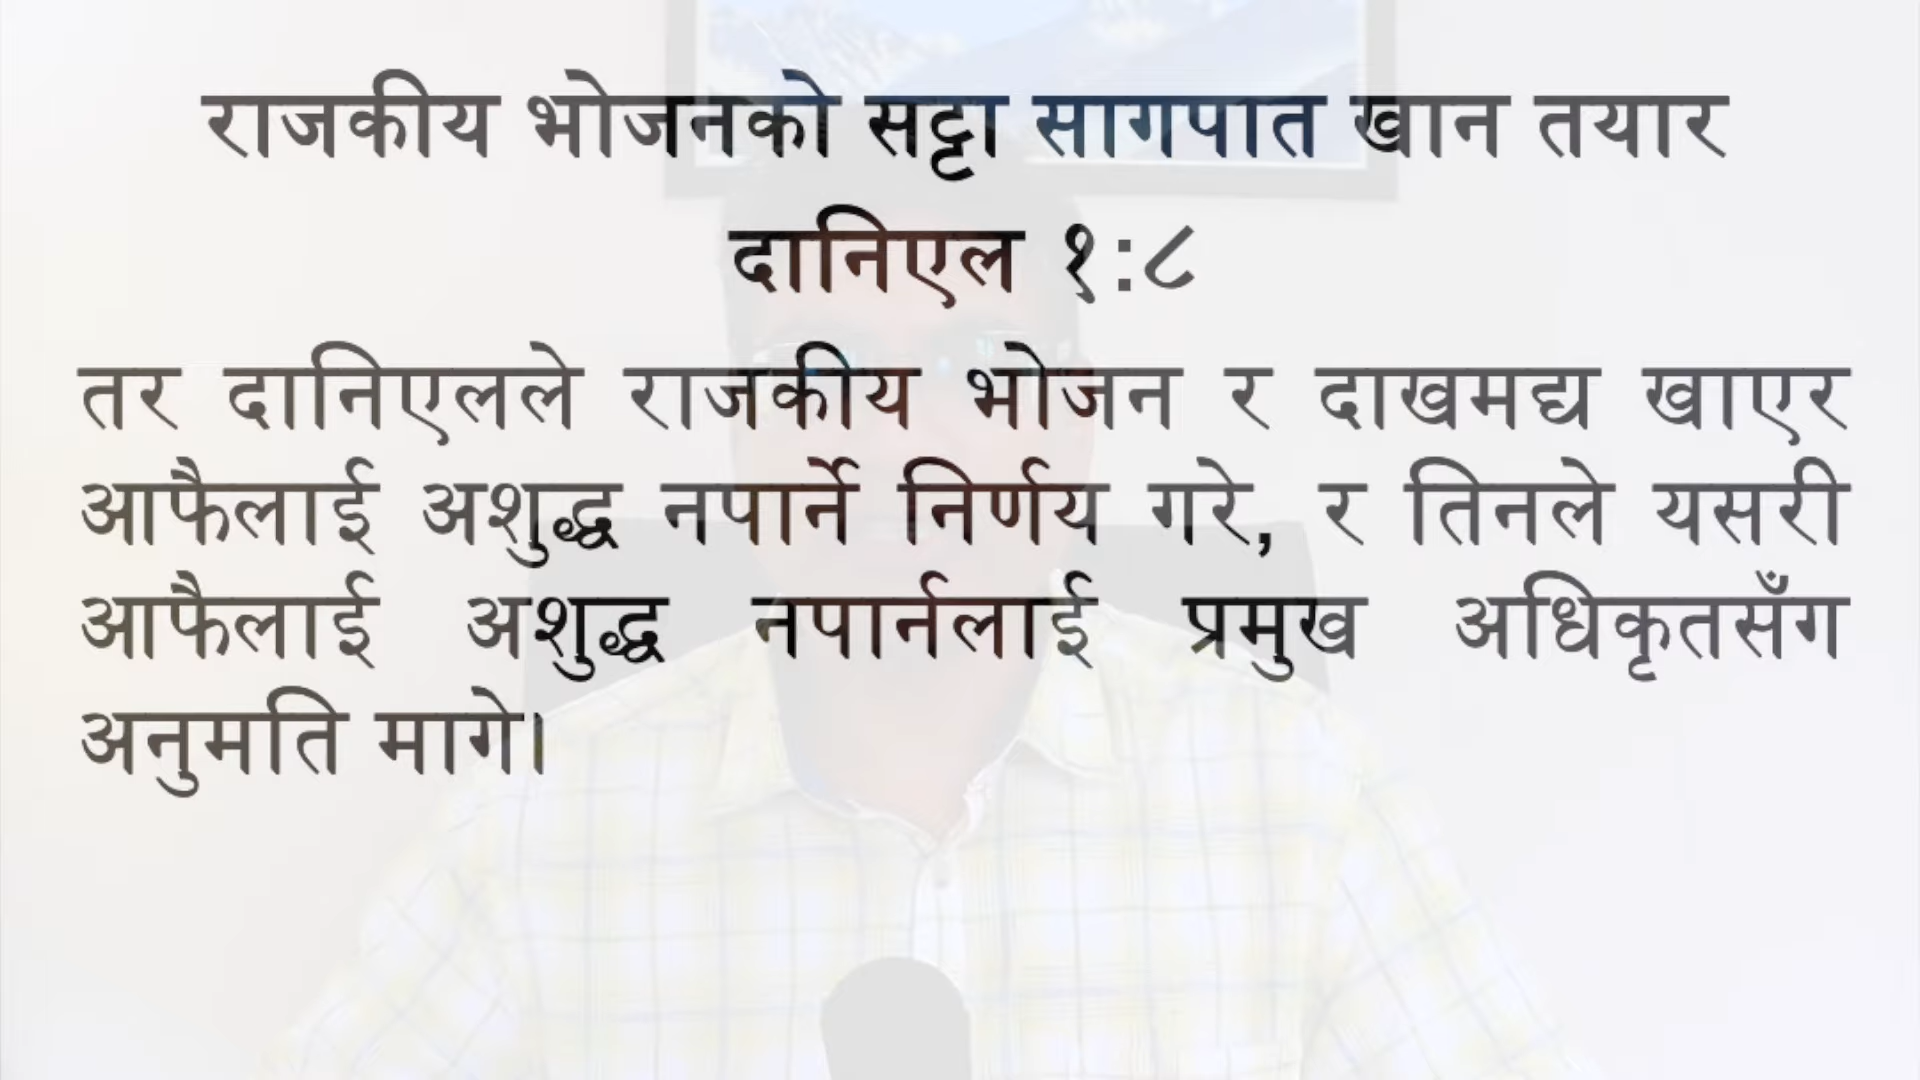 राजकीय भोजनको सट्टा सागपात खान तयार
दानिएल १:८
तर दानिएलले राजकीय भोजन र दाखमद्य खाएर
आफैलाई अशुद्ध नपार्ने निर्णय गरे, र तिनले यसरी
आफैलाई अशुद्ध नपार्नलाई प्रमुख अधिकृतसँग
अनुमति मागे।